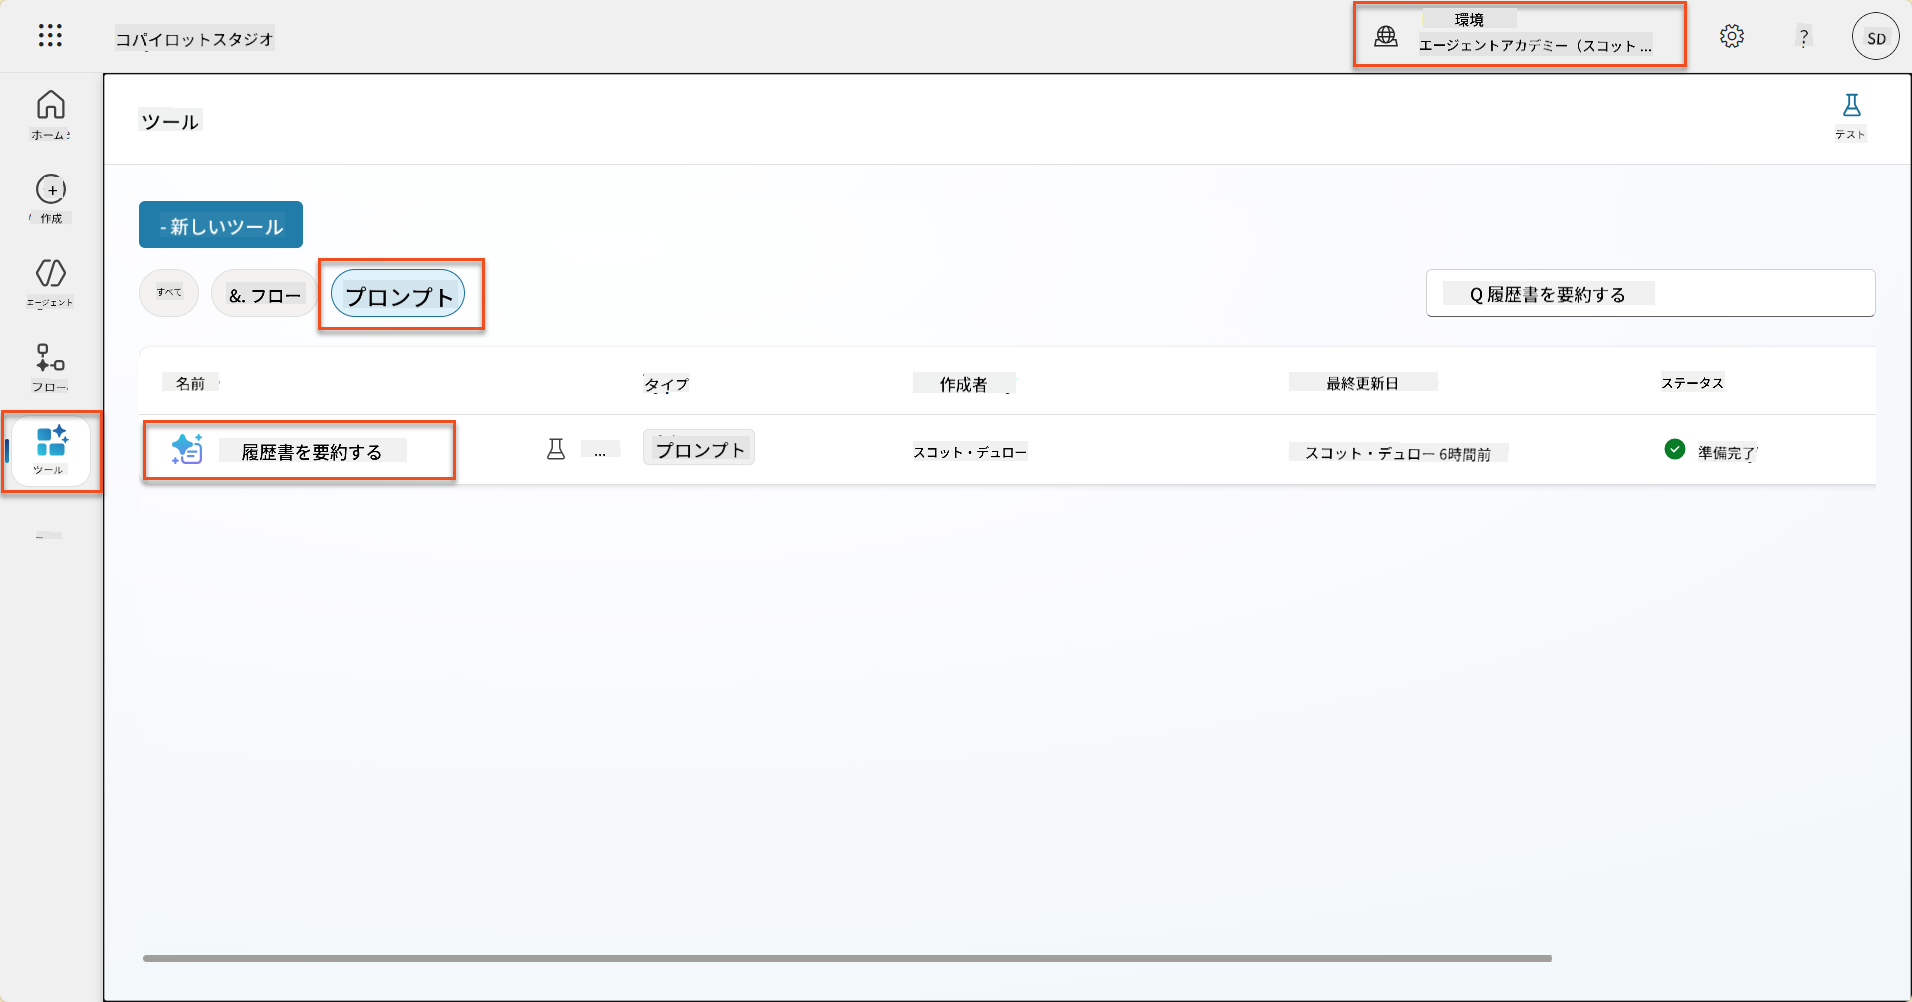 コパイロットスタジオ
環境
エージェントアカデミー（スコット ...
?
SD
ホーム
作成
エージェント
フロー
ツール
ツール
テスト
- 新しいツール
すべて
&. フロー
プロンプト
Q 履歴書を要約する
名前
タイプ
作成者
最終更新日
ステータス
履歴書を要約する
...
プロンプト
スコット・デュロー
スコット・デュロー 6時間前
準備完了